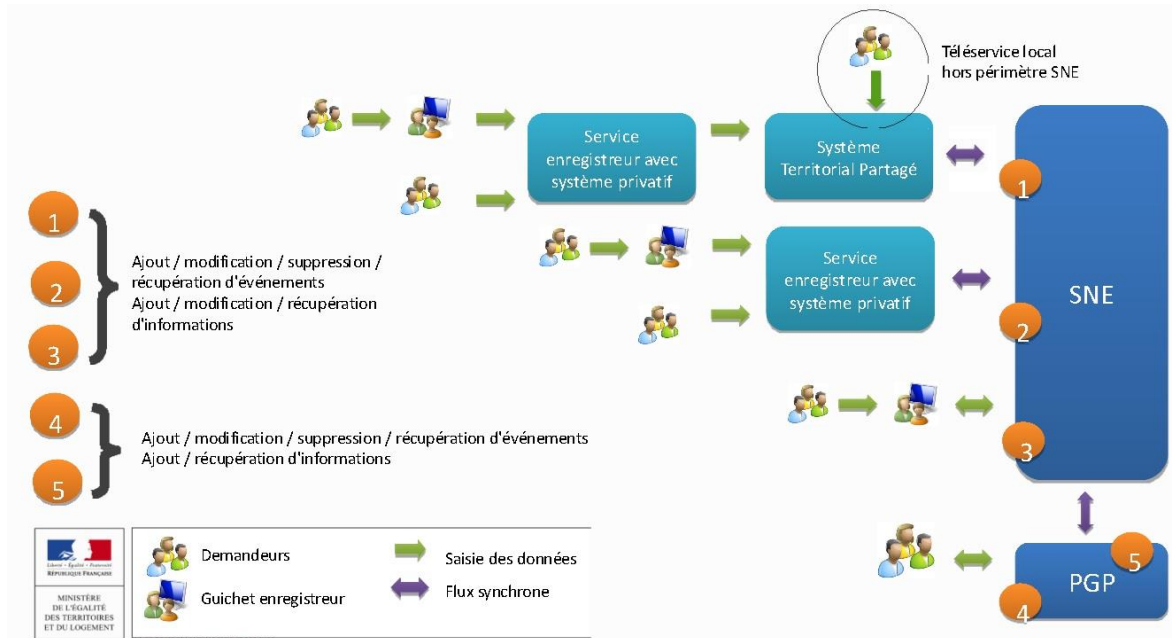 Téléservice local
hors périmètre SNE
Service
enregistreur avec
système privatif
Système
Territorial Partagé
1
1
2
3
Ajout / modification / suppression /
récupération d'événements
Ajout / modification / récupération
d'informations
Service
enregistreur avec
système privatif
SNE
2
3
4
5
Ajout / modification / suppression / récupération d'événements
Ajout / récupération d'informations
PGP
5
4
Liberté • Égalité • Fraternité
RÉPUBLIQUE FRANÇAISE
MINISTÈRE
DE L'ÉGALITÉ
DES TERRITOIRES
ET DU LOGEMENT
Demandeurs
Guichet enregistreur
Saisie des données
Flux synchrone